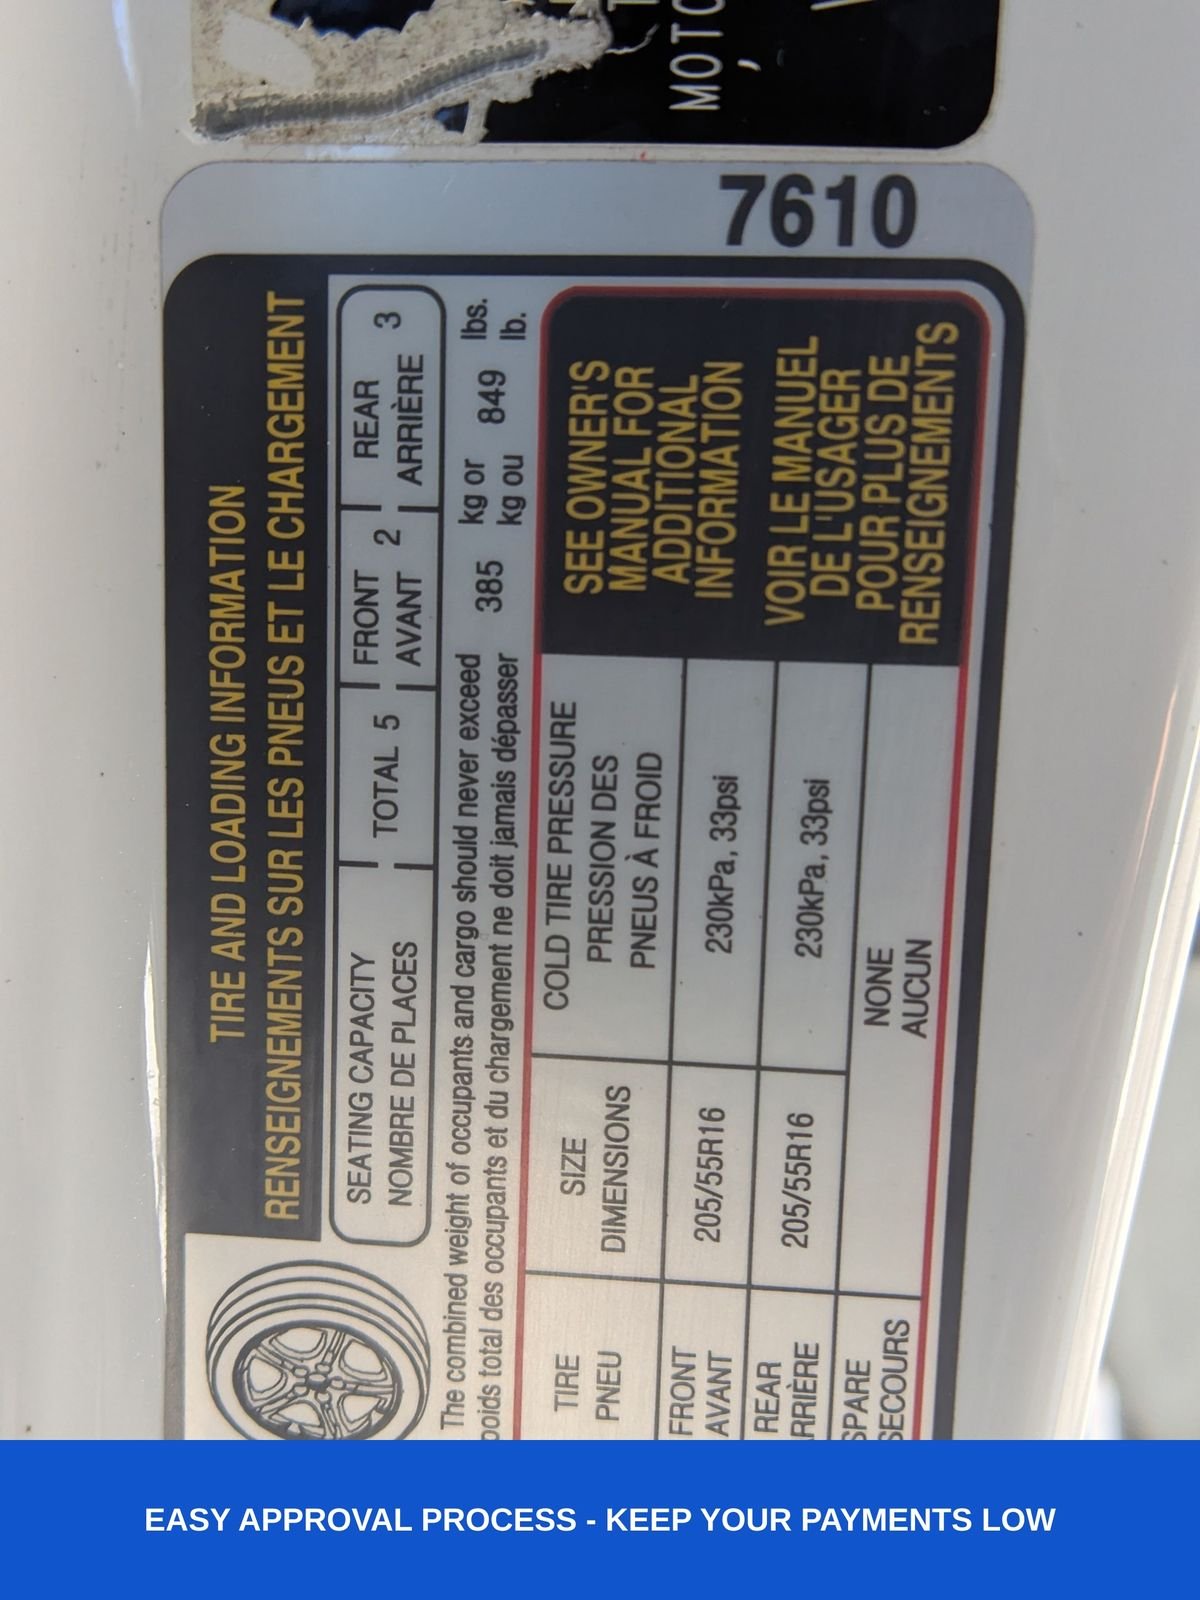 MOTO
7610
TIRE AND LOADING INFORMATION
RENSEIGNEMENTS SUR LES PNEUS ET LE CHARGEMENT
SEATING CAPACITY
NOMBRE DE PLACES
TOTAL 5
FRONT
AVANT 2
REAR
ARRIÈRE 3
The combined weight of occupants and cargo should never exceed 385 kg or 849 lbs.
poids total des occupants et du chargement ne doit jamais dépasser kg ou lb.
TIRE
PNEU
SIZE
DIMENSIONS
COLD TIRE PRESSURE
PRESSION DES
PNEUS À FROID
FRONT
AVANT
205/55R16
230kPa, 33psi
REAR
ARRIÈRE
205/55R16
230kPa, 33psi
SPARE
SECOURS
NONE
AUCUN
SEE OWNER'S
MANUAL FOR
ADDITIONAL
INFORMATION
VOIR LE MANUEL
DE L'USAGER
POUR PLUS DE
RENSEIGNEMENTS
EASY APPROVAL PROCESS - KEEP YOUR PAYMENTS LOW